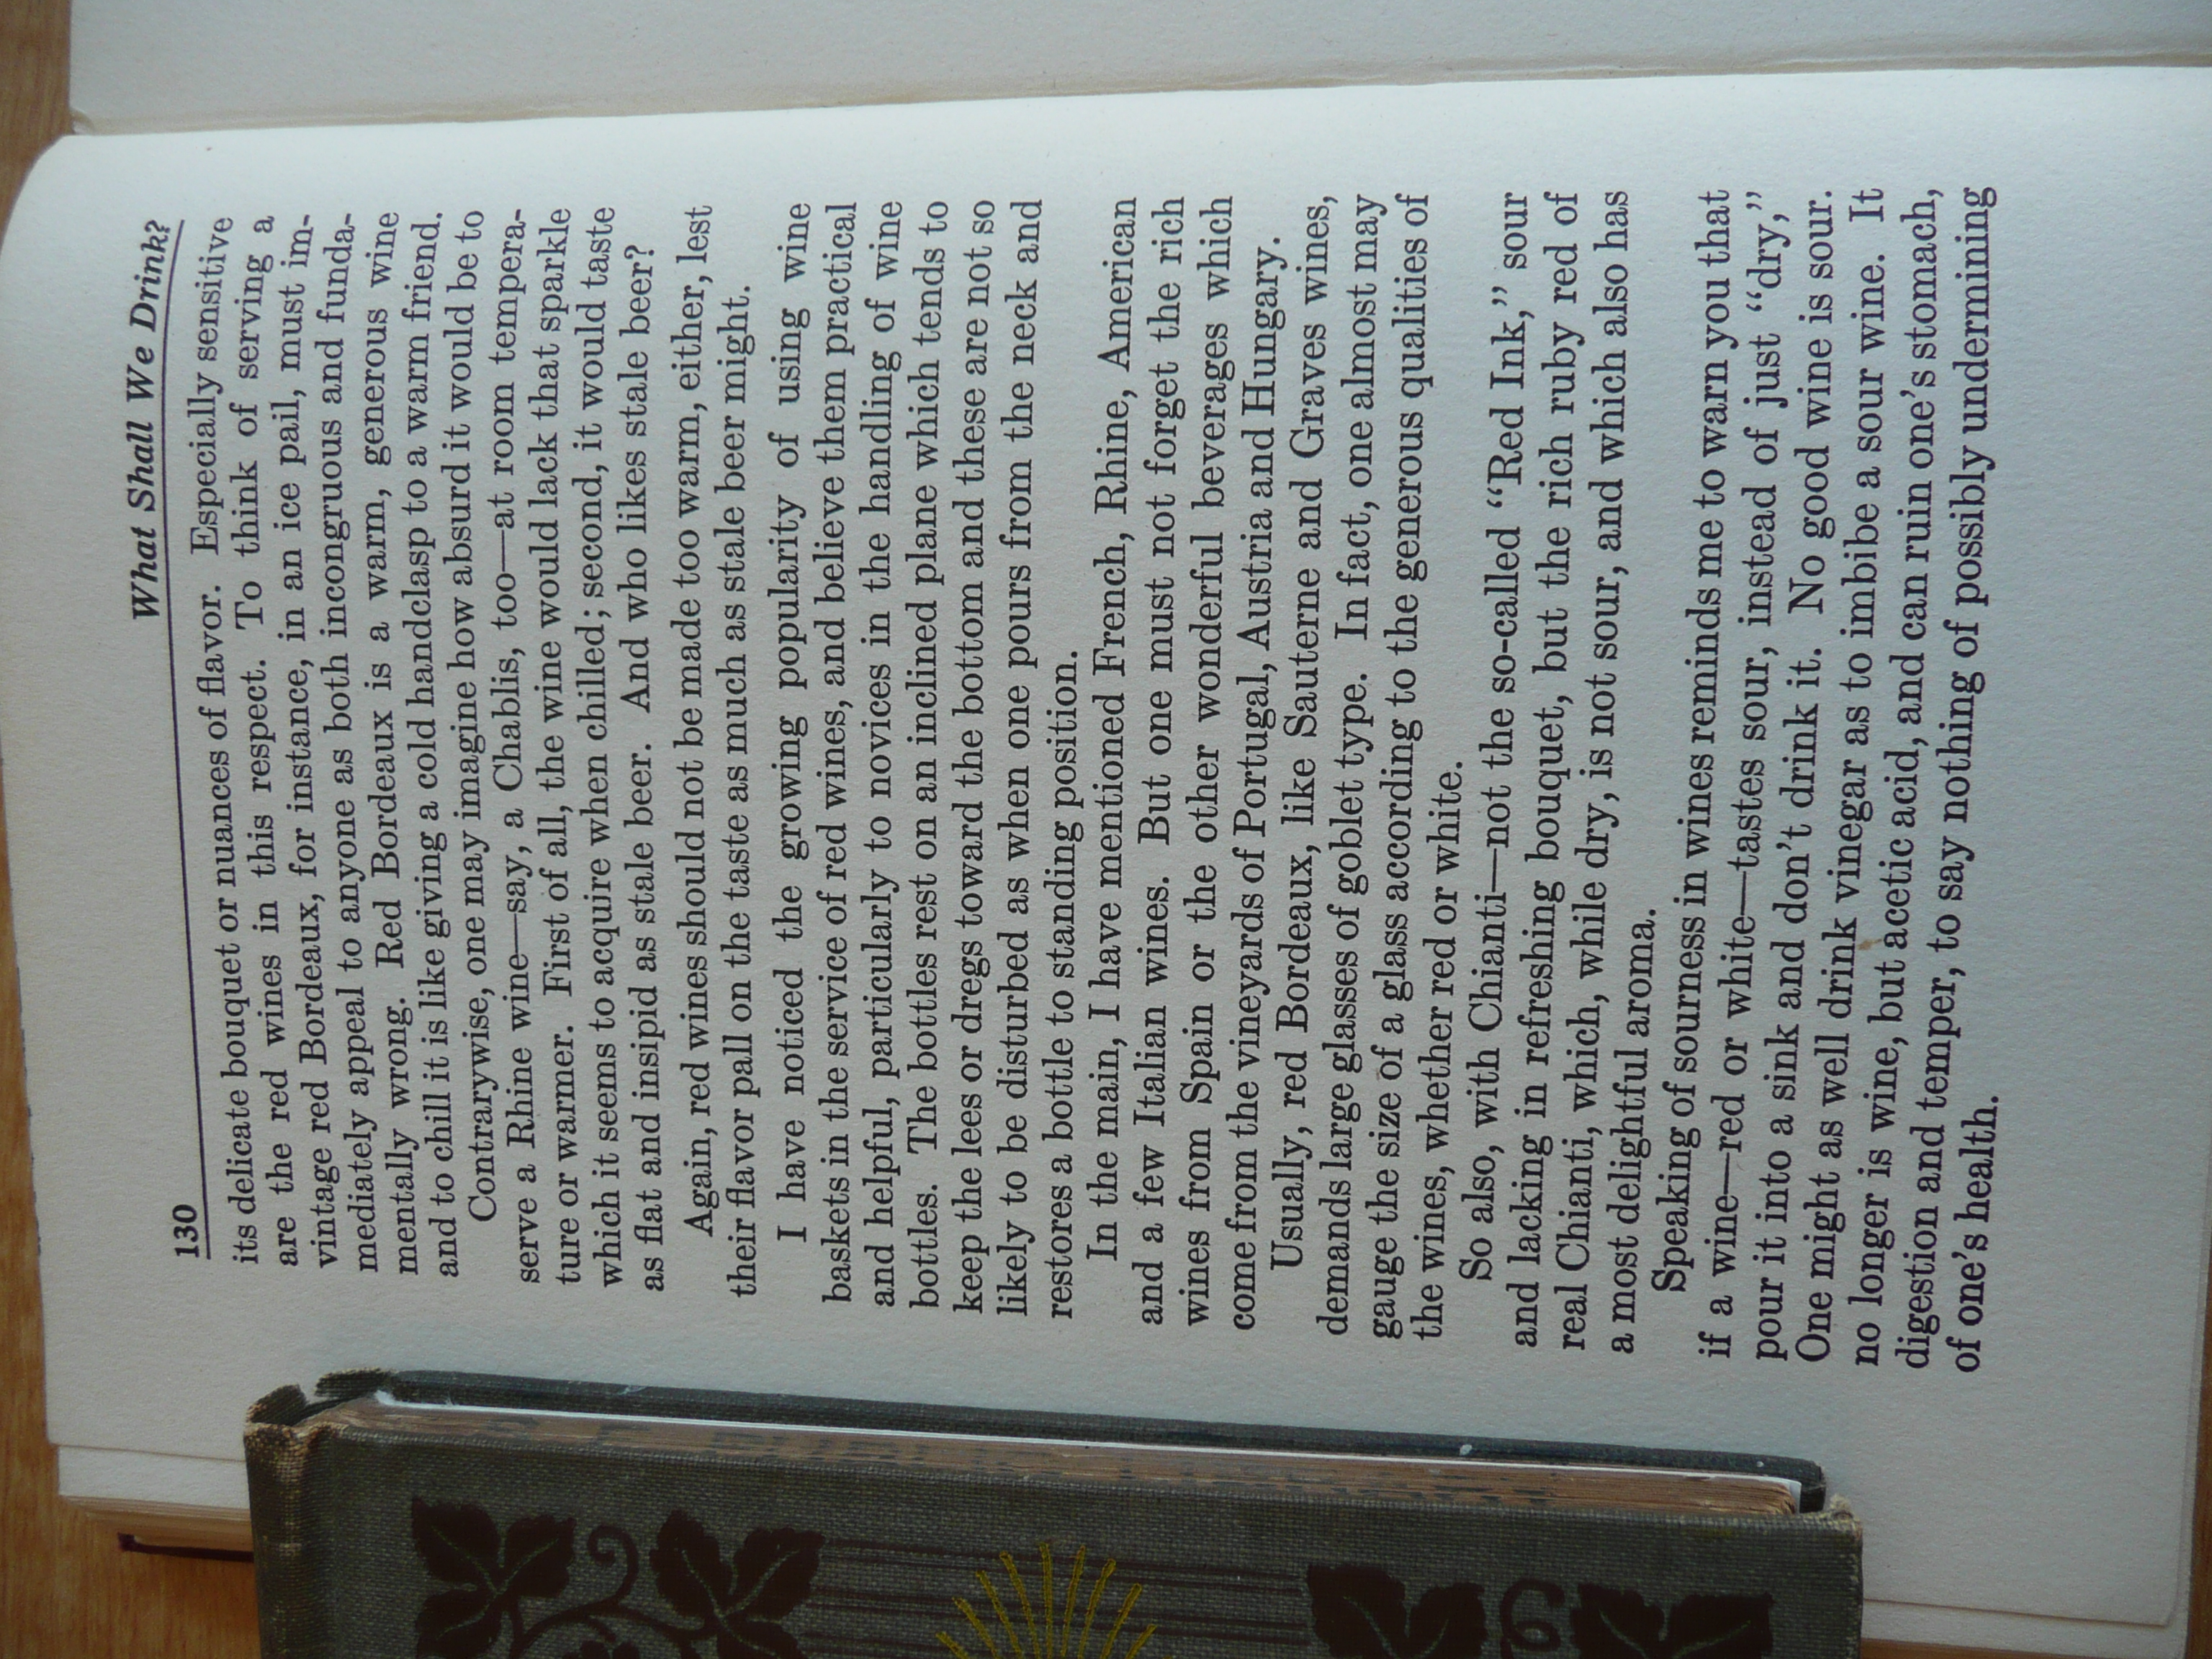 130
What Shall We Drink?
its delicate bouquet or nuances of flavor. Especially sensitive
are the red wines in this respect. To think of serving a
vintage red Bordeaux, for instance, in an ice pail, must im-
mediately appeal to anyone as both incongruous and funda-
mentally wrong. Red Bordeaux is a warm, generous wine
and to chill it is like giving a cold handclasp to a warm friend.
Contrarywise, one may imagine how absurd it would be to
serve a Rhine wine—say, a Chablis, too—at room tempera-
ture or warmer. First of all, the wine would lack that sparkle
which it seems to acquire when chilled; second, it would taste
as flat and insipid as stale beer. And who likes stale beer?
Again, red wines should not be made too warm, either, lest
their flavor pall on the taste as much as stale beer might.
I have noticed the growing popularity of using wine
baskets in the service of red wines, and believe them practical
and helpful, particularly to novices in the handling of wine
bottles. The bottles rest on an inclined plane which tends to
keep the lees or dregs toward the bottom and these are not so
likely to be disturbed as when one pours from the neck and
restores a bottle to standing position.
In the main, I have mentioned French, Rhine, American
and a few Italian wines. But one must not forget the rich
wines from Spain or the other wonderful beverages which
come from the vineyards of Portugal, Austria and Hungary.
Usually, red Bordeaux, like Sauterne and Graves wines,
demands large glasses of goblet type. In fact, one almost may
gauge the size of a glass according to the generous qualities of
the wines, whether red or white.
So also, with Chianti—not the so-called “Red Ink,” sour
and lacking in refreshing bouquet, but the rich ruby red of
real Chianti, which, while dry, is not sour, and which also has
a most delightful aroma.
Speaking of sourness in wines reminds me to warn you that
if a wine—red or white—tastes sour, instead of just “dry,”
pour it into a sink and don't drink it. No good wine is sour.
One might as well drink vinegar as to imbibe a sour wine. It
no longer is wine, but acetic acid, and can ruin one's stomach,
digestion and temper, to say nothing of possibly undermining
of one's health.